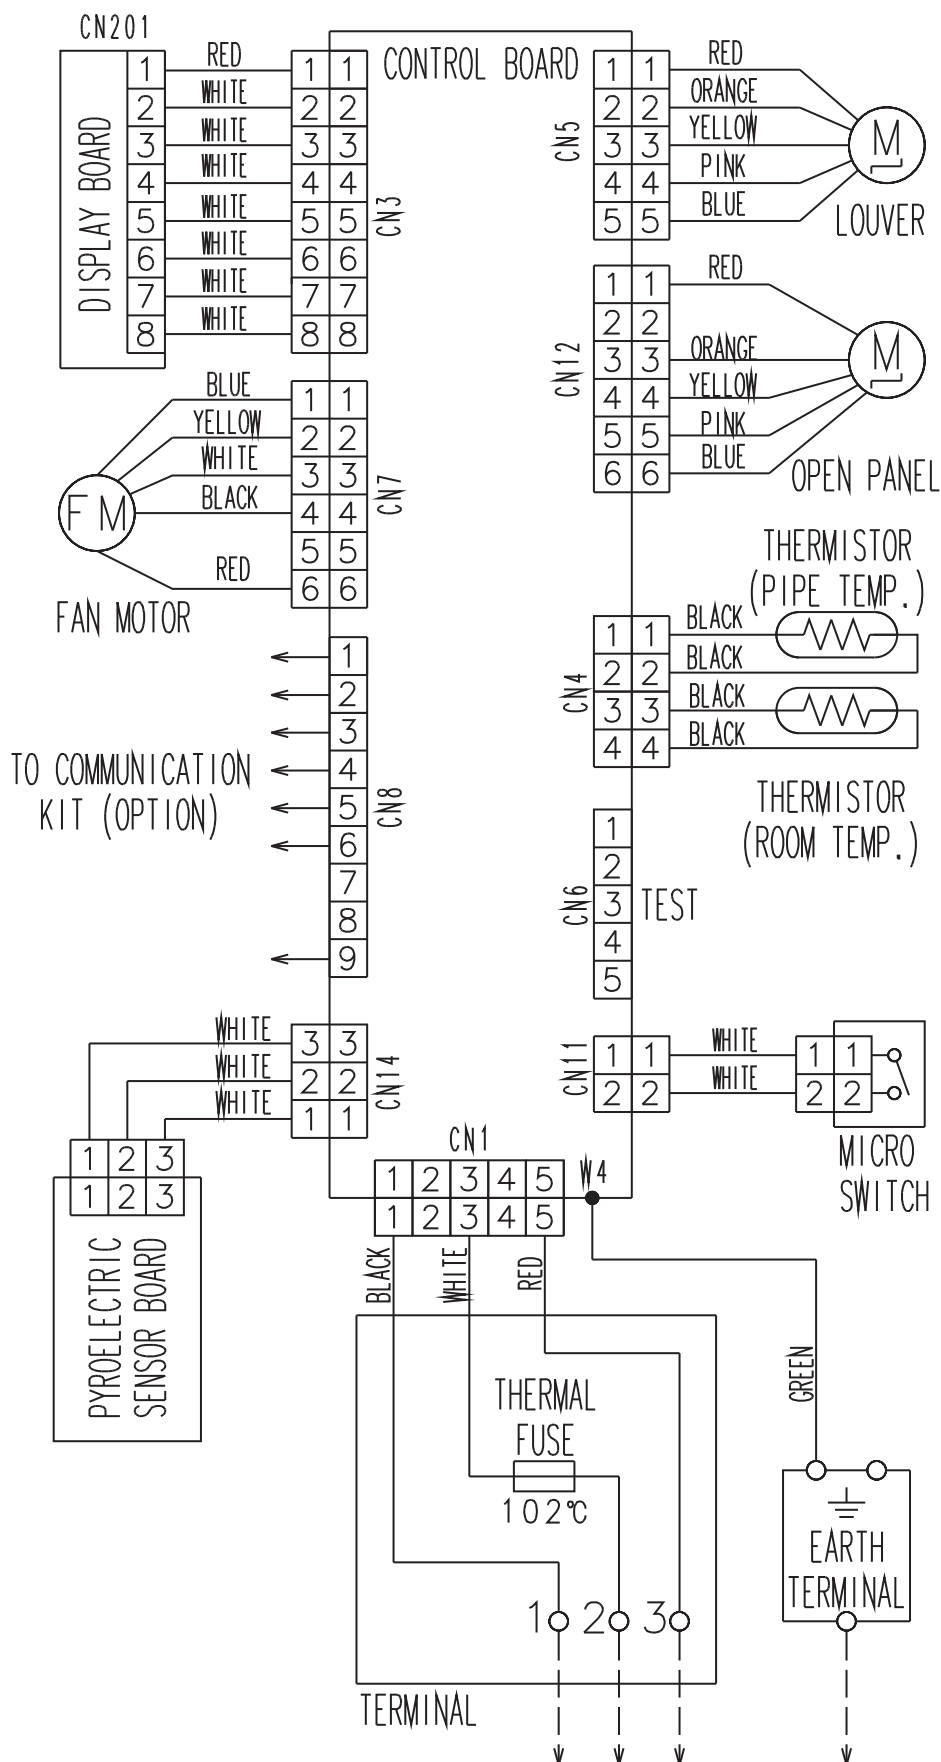 CN201
DISPLAY BOARD
1 RED 1 1
2 WHITE 2 2
3 WHITE 3 3
4 WHITE 4 4
5 WHITE 5 5
6 WHITE 6 6
7 WHITE 7 7
8 WHITE 8 8
CN3
CONTROL BOARD
1 1 RED
2 2 ORANGE
3 3 YELLOW
4 4 PINK
5 5 BLUE
CN5
M
LOUVER
1 1 RED
2 2
3 3 ORANGE
4 4 YELLOW
5 5 PINK
6 6 BLUE
CN12
M
OPEN PANEL
BLUE 1 1
YELLOW 2 2
WHITE 3 3
BLACK 4 4
5 5
RED 6 6
CN7
FM
FAN MOTOR
THERMISTOR
(PIPE TEMP.)
1 1 BLACK
2 2 BLACK
3 3 BLACK
4 4 BLACK
CN4
THERMISTOR
(ROOM TEMP.)
1
2
3
4
5
6
7
8
9
CN8
TO COMMUNICATION
KIT (OPTION)
1
2
3
4
5
CN6
TEST
WHITE 3 3
WHITE 2 2
WHITE 1 1
CN14
1 2 3
1 2 3
PYROELECTRIC
SENSOR BOARD
CN11
1 1 WHITE 1 1
2 2 WHITE 2 2
MICRO
SWITCH
CN1
1 2 3 4 5
1 2 3 4 5
W4
BLACK
WHITE
RED
GREEN
THERMAL
FUSE
102℃
1 2 3
TERMINAL
EARTH
TERMINAL